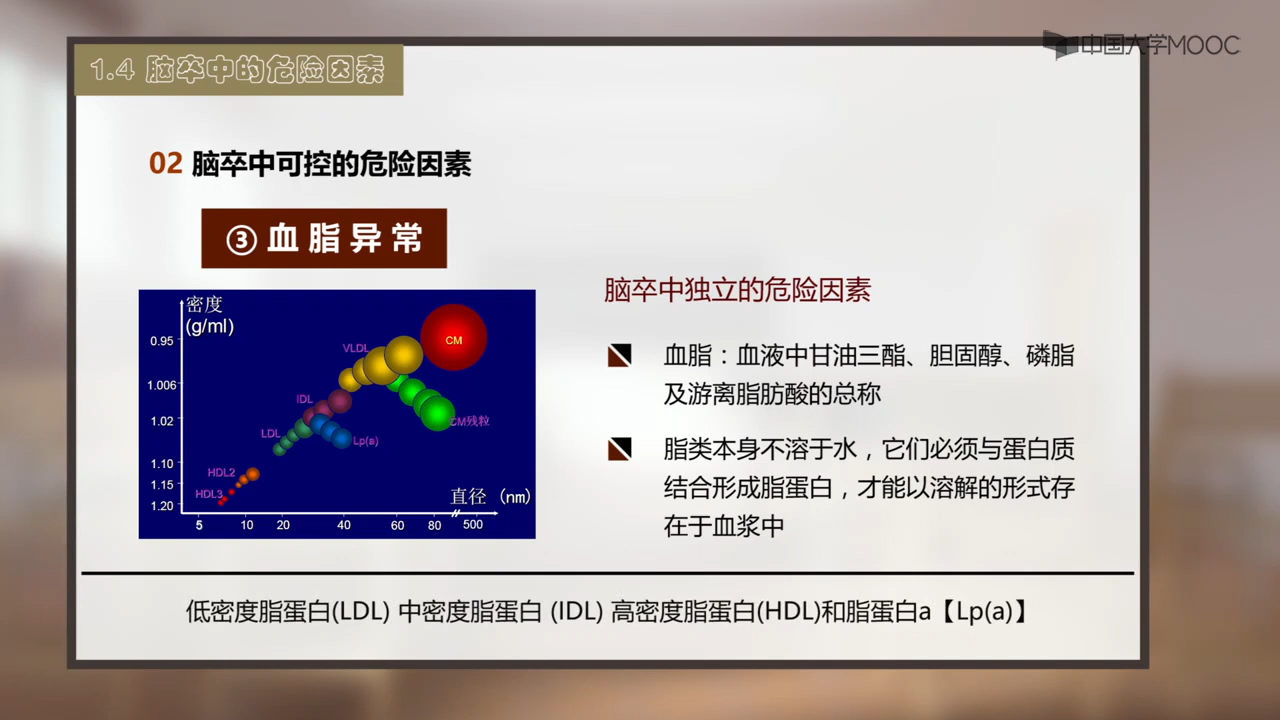 中国大学MOOC
1.4 脑卒中的危险因素
02 脑卒中可控的危险因素
③血脂异常
密度
(g/ml)
0.95
1.006
1.02
1.10
1.15
1.20
CM
VLDL
IDL
CM残粒
LDL
Lp(a)
HDL2
HDL3
直径 (nm)
5 10 20 40 60 80 500
脑卒中独立的危险因素
血脂：血液中甘油三酯、胆固醇、磷脂
及游离脂肪酸的总称
脂类本身不溶于水，它们必须与蛋白质
结合形成脂蛋白，才能以溶解的形式存
在于血浆中
低密度脂蛋白(LDL) 中密度脂蛋白 (IDL) 高密度脂蛋白(HDL)和脂蛋白a【Lp(a)】